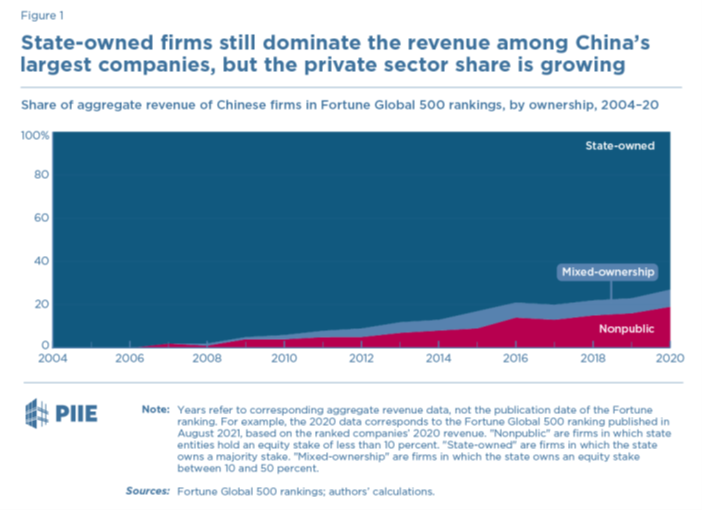 Figure 1
State-owned firms still dominate the revenue among China's
largest companies, but the private sector share is growing
Share of aggregate revenue of Chinese firms in Fortune Global 500 rankings, by ownership, 2004–20
100%
State-owned
80
60
40
Mixed-ownership
20
Nonpublic
0
2004 2006 2008 2010 2012 2014 2016 2018 2020
PIIE
Note: Years refer to corresponding aggregate revenue data, not the publication date of the Fortune
ranking. For example, the 2020 data corresponds to the Fortune Global 500 ranking published in
August 2021, based on the ranked companies' 2020 revenue. "Nonpublic" are firms in which state
entities hold an equity stake of less than 10 percent. "State-owned" are firms in which the state
owns a majority stake. "Mixed-ownership" are firms in which the state owns an equity stake
between 10 and 50 percent.
Sources: Fortune Global 500 rankings; authors' calculations.